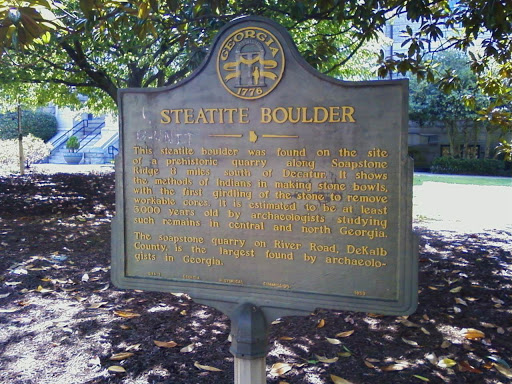 GEORGIA
1776
STEATITE BOULDER
This steatite boulder was found on the site
of a prehistoric quarry along Soapstone
Ridge 8 miles south of Decatur. It shows
the methods of Indians in making stone bowls,
with the first girdling of the stone to remove
workable cores. It is estimated to be at least
3,000 years old by archaeologists studying
such remains in central and north Georgia.
The soapstone quarry on River Road, DeKalb
County, is the largest found by archaeolo-
gists in Georgia.